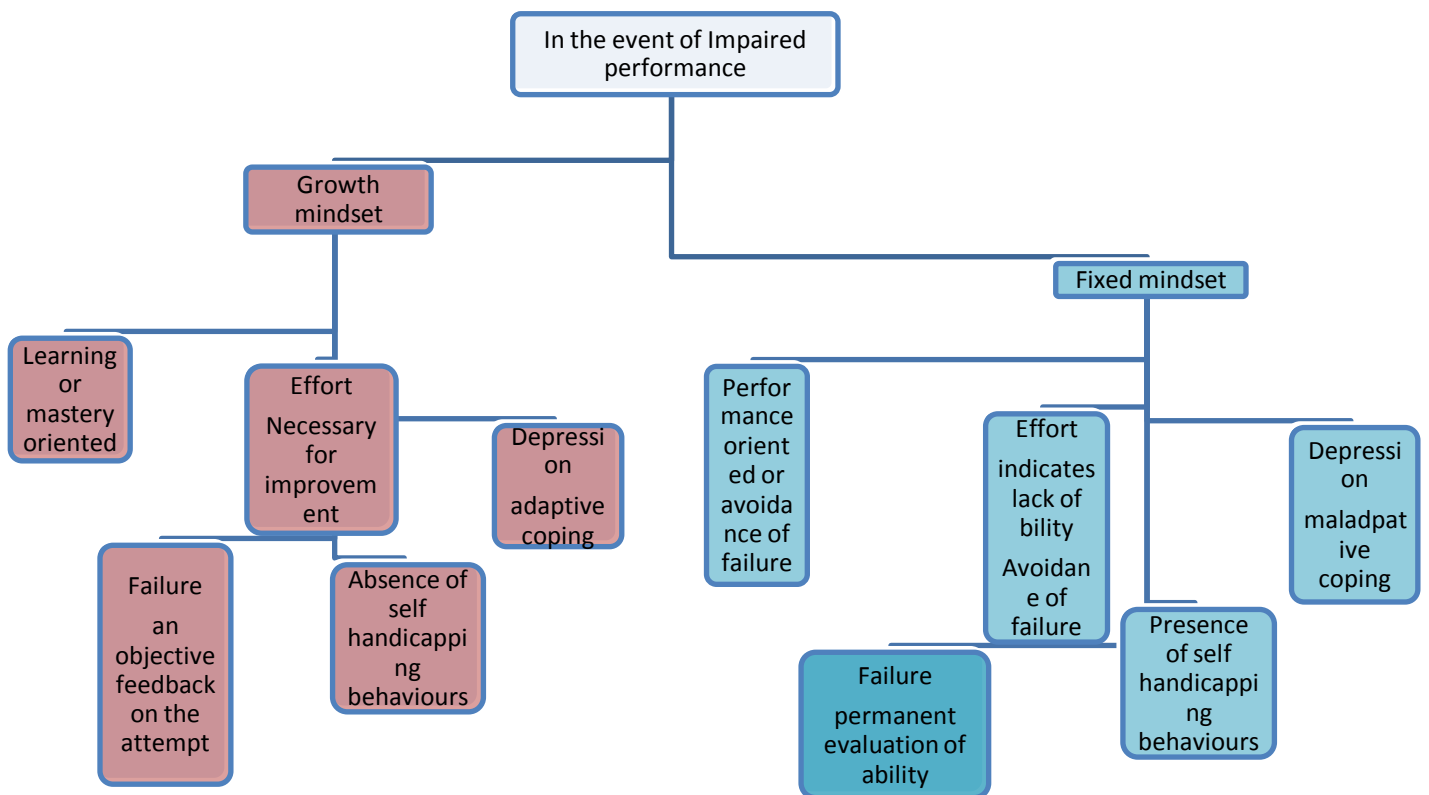 In the event of Impaired
performance
Growth
mindset
Fixed mindset
Learning
or
mastery
oriented
Effort
Necessary
for
improvem
ent
Depressi
on
adaptive
coping
Failure
an
objective
feedback
on the
attempt
Absence of
self
handicappi
ng
behaviours
Perfor
mance
orient
ed or
avoida
nce of
failure
Effort
indicates
lack of
bility
Avoidan
e of
failure
Depressi
on
maladpat
ive
coping
Failure
permanent
evaluation of
ability
Presence
of self
handicappi
ng
behaviours